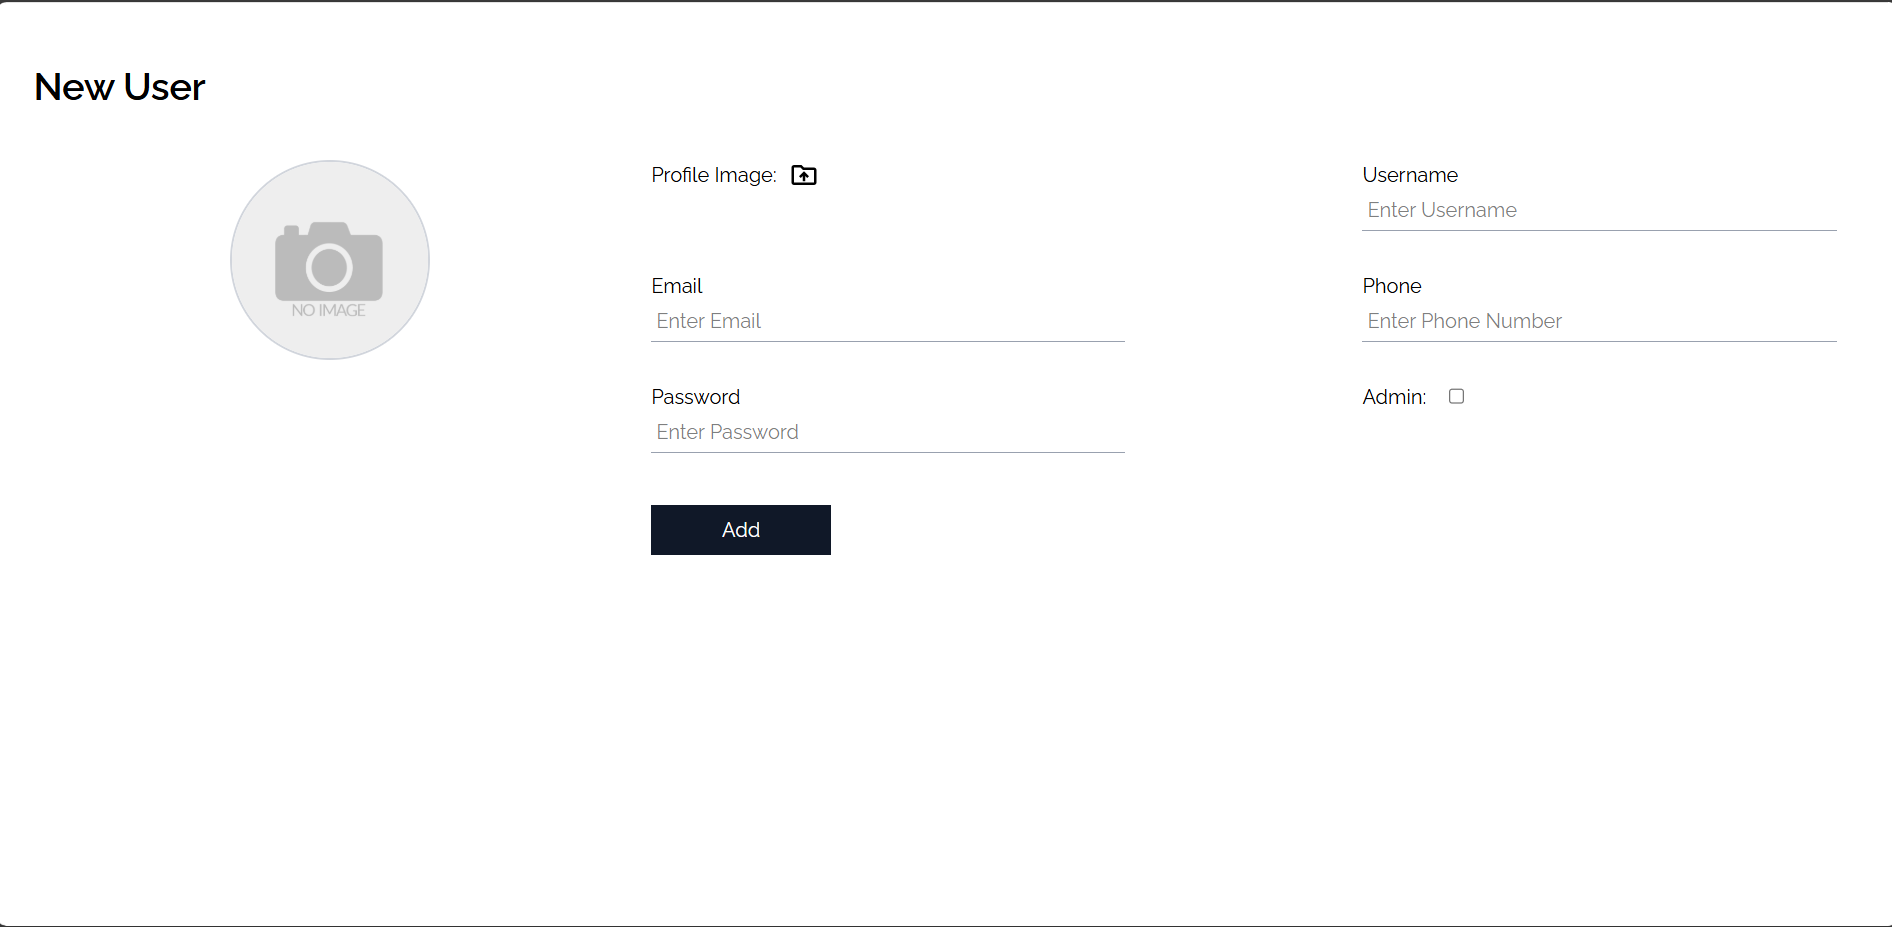 New User
NO IMAGE
Profile Image:
Username
Enter Username
Email
Enter Email
Phone
Enter Phone Number
Password
Enter Password
Admin:
Add